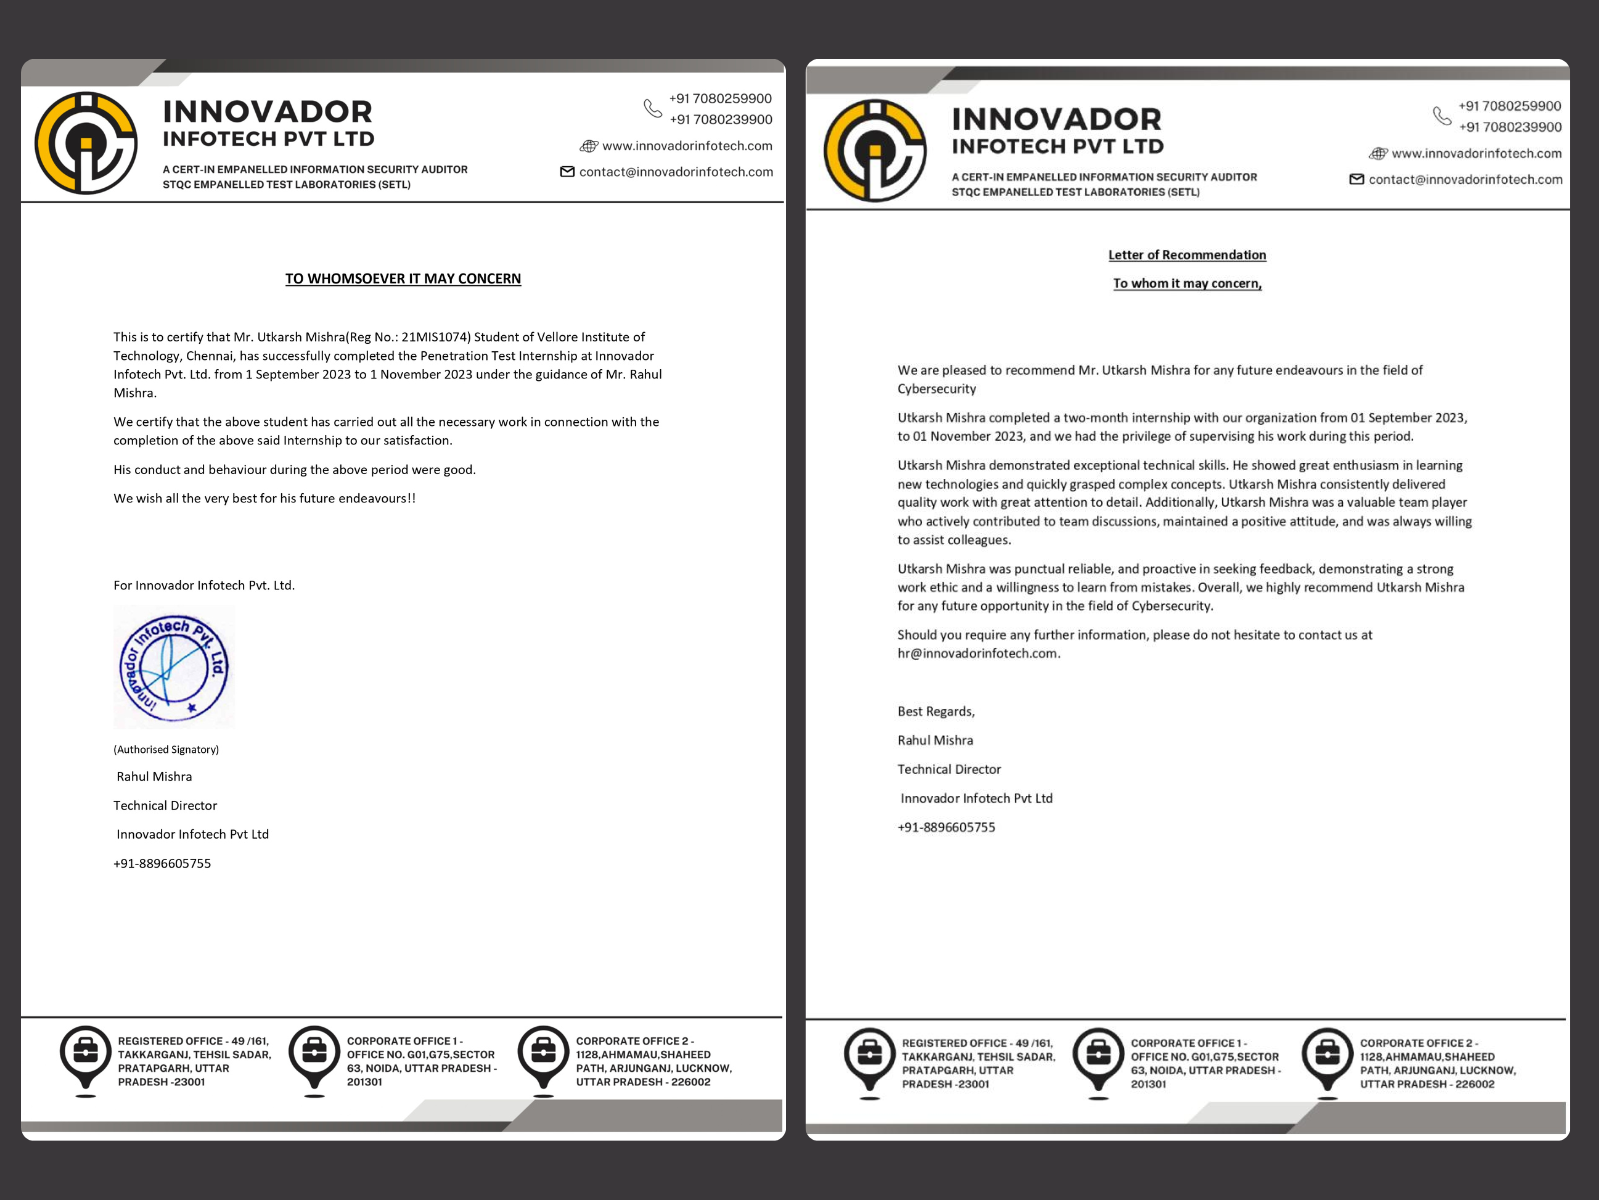 INNOVADOR
INFOTECH PVT LTD
A CERT-IN EMPANELLED INFORMATION SECURITY AUDITOR
STQC EMPANELLED TEST LABORATORIES (SETL)
+91 7080259900
+91 7080239900
www.innovadorinfotech.com
contact@innovadorinfotech.com
TO WHOMSOEVER IT MAY CONCERN
This is to certify that Mr. Utkarsh Mishra(Reg No.: 21MIS1074) Student of Vellore Institute of
Technology, Chennai, has successfully completed the Penetration Test Internship at Innovador
Infotech Pvt. Ltd. from 1 September 2023 to 1 November 2023 under the guidance of Mr. Rahul
Mishra.
We certify that the above student has carried out all the necessary work in connection with the
completion of the above said Internship to our satisfaction.
His conduct and behaviour during the above period were good.
We wish all the very best for his future endeavours!!
For Innovador Infotech Pvt. Ltd.
Innovador Infotech Pvt. Ltd.
(Authorised Signatory)
Rahul Mishra
Technical Director
Innovador Infotech Pvt Ltd
+91-8896605755
REGISTERED OFFICE - 49 /161,
TAKKARGANJ, TEHSIL SADAR,
PRATAPGARH, UTTAR
PRADESH -23001
CORPORATE OFFICE 1 -
OFFICE NO. G01,G75,SECTOR
63, NOIDA, UTTAR PRADESH -
201301
CORPORATE OFFICE 2 -
1128,AHMAMAU,SHAHEED
PATH, ARJUNGANJ, LUCKNOW,
UTTAR PRADESH - 226002
INNOVADOR
INFOTECH PVT LTD
A CERT-IN EMPANELLED INFORMATION SECURITY AUDITOR
STQC EMPANELLED TEST LABORATORIES (SETL)
+91 7080259900
+91 7080239900
www.innovadorinfotech.com
contact@innovadorinfotech.com
Letter of Recommendation
To whom it may concern,
We are pleased to recommend Mr. Utkarsh Mishra for any future endeavours in the field of
Cybersecurity
Utkarsh Mishra completed a two-month internship with our organization from 01 September 2023,
to 01 November 2023, and we had the privilege of supervising his work during this period.
Utkarsh Mishra demonstrated exceptional technical skills. He showed great enthusiasm in learning
new technologies and quickly grasped complex concepts. Utkarsh Mishra consistently delivered
quality work with great attention to detail. Additionally, Utkarsh Mishra was a valuable team player
who actively contributed to team discussions, maintained a positive attitude, and was always willing
to assist colleagues.
Utkarsh Mishra was punctual reliable, and proactive in seeking feedback, demonstrating a strong
work ethic and a willingness to learn from mistakes. Overall, we highly recommend Utkarsh Mishra
for any future opportunity in the field of Cybersecurity.
Should you require any further information, please do not hesitate to contact us at
hr@innovadorinfotech.com.
Best Regards,
Rahul Mishra
Technical Director
Innovador Infotech Pvt Ltd
+91-8896605755
REGISTERED OFFICE - 49 /161,
TAKKARGANJ, TEHSIL SADAR,
PRATAPGARH, UTTAR
PRADESH -23001
CORPORATE OFFICE 1 -
OFFICE NO. G01,G75,SECTOR
63, NOIDA, UTTAR PRADESH -
201301
CORPORATE OFFICE 2 -
1128,AHMAMAU,SHAHEED
PATH, ARJUNGANJ, LUCKNOW,
UTTAR PRADESH - 226002